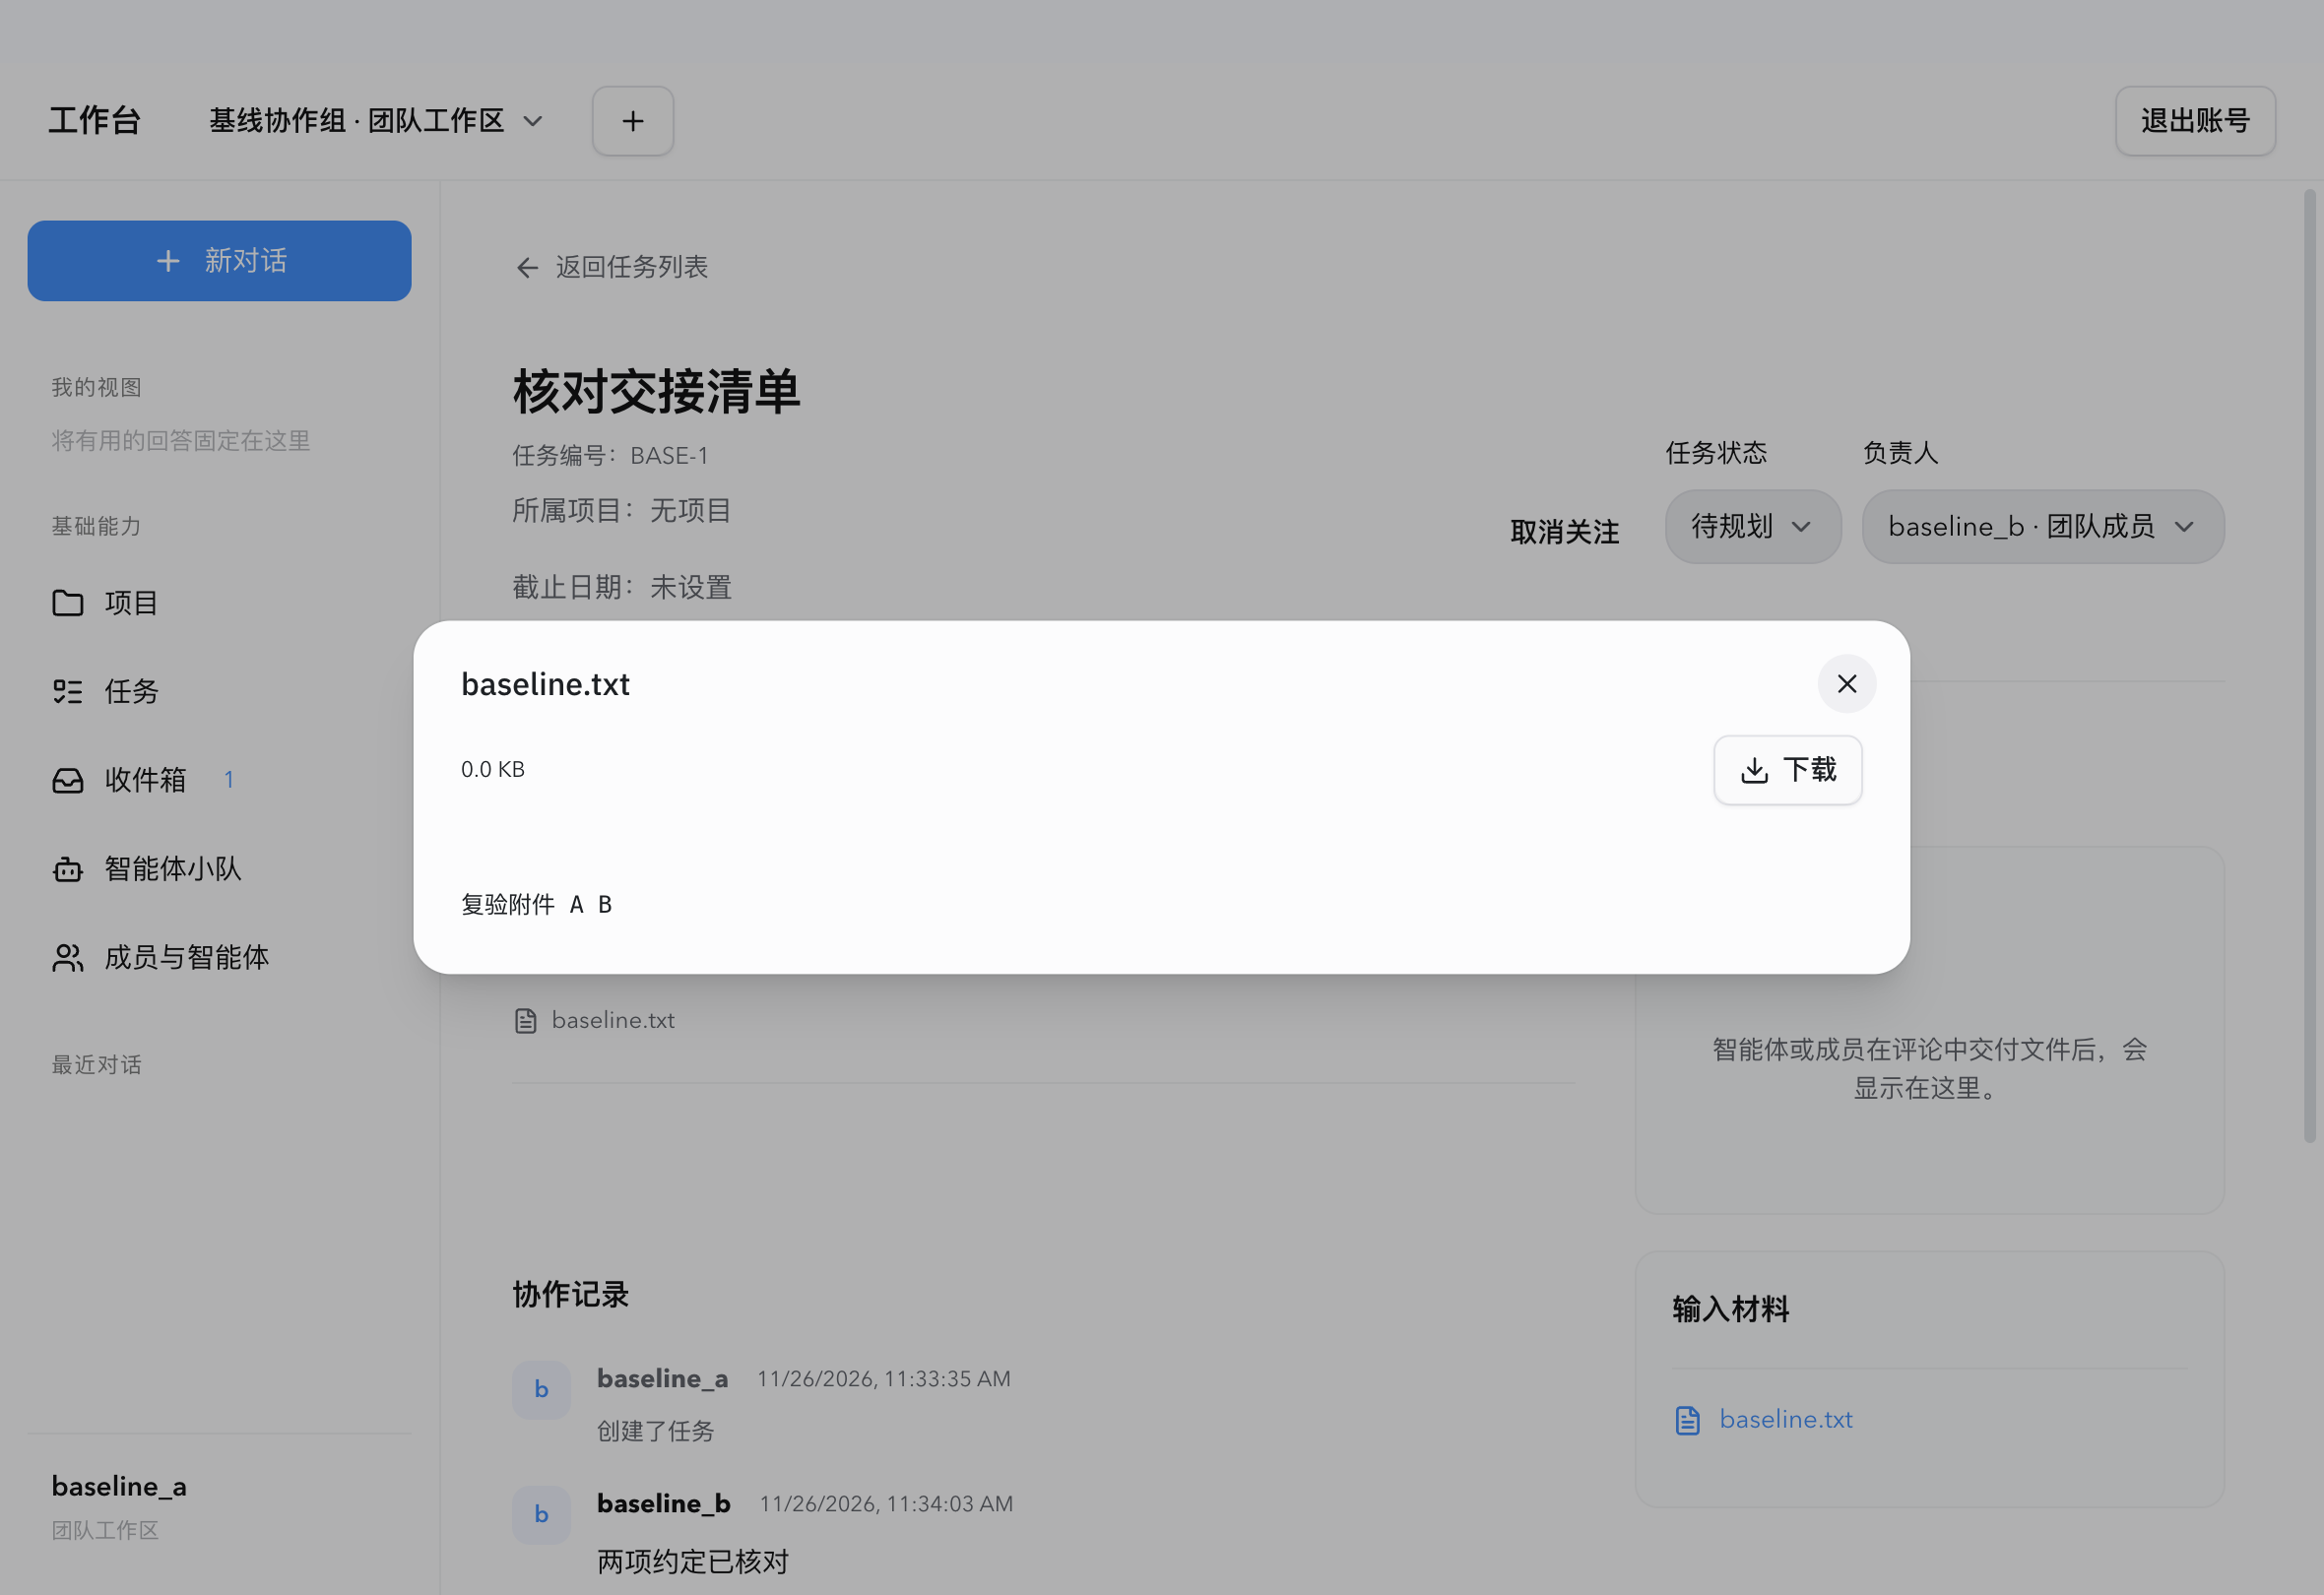 工作台
基线协作组 · 团队工作区
退出账号
新对话
我的视图
将有用的回答固定在这里
基础能力
项目
任务
收件箱 1
智能体小队
成员与智能体
最近对话
baseline_a
团队工作区
返回任务列表
核对交接清单
任务编号：BASE-1
所属项目：无项目
截止日期：未设置
取消关注
任务状态
待规划
负责人
baseline_b · 团队成员
baseline.txt
0.0 KB
下载
复验附件 A B
baseline.txt
智能体或成员在评论中交付文件后，会
显示在这里。
协作记录
baseline_a 11/26/2026, 11:33:35 AM
创建了任务
baseline_b 11/26/2026, 11:34:03 AM
两项约定已核对
输入材料
baseline.txt